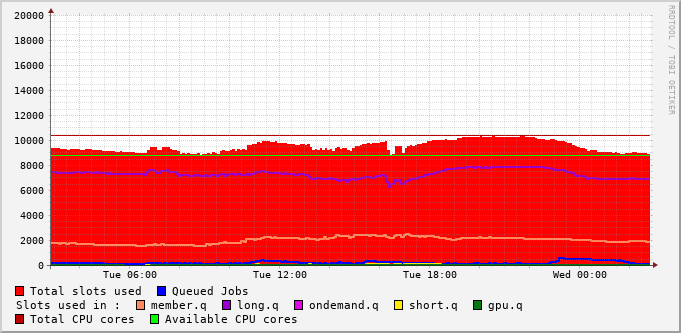 RRDTOOL / TOBI OETIKER
20000
18000
16000
14000
12000
10000
8000
6000
4000
2000
0
Tue 06:00 Tue 12:00 Tue 18:00 Wed 00:00
Total slots used Queued Jobs
Slots used in : member.q long.q ondemand.q short.q gpu.q
Total CPU cores Available CPU cores